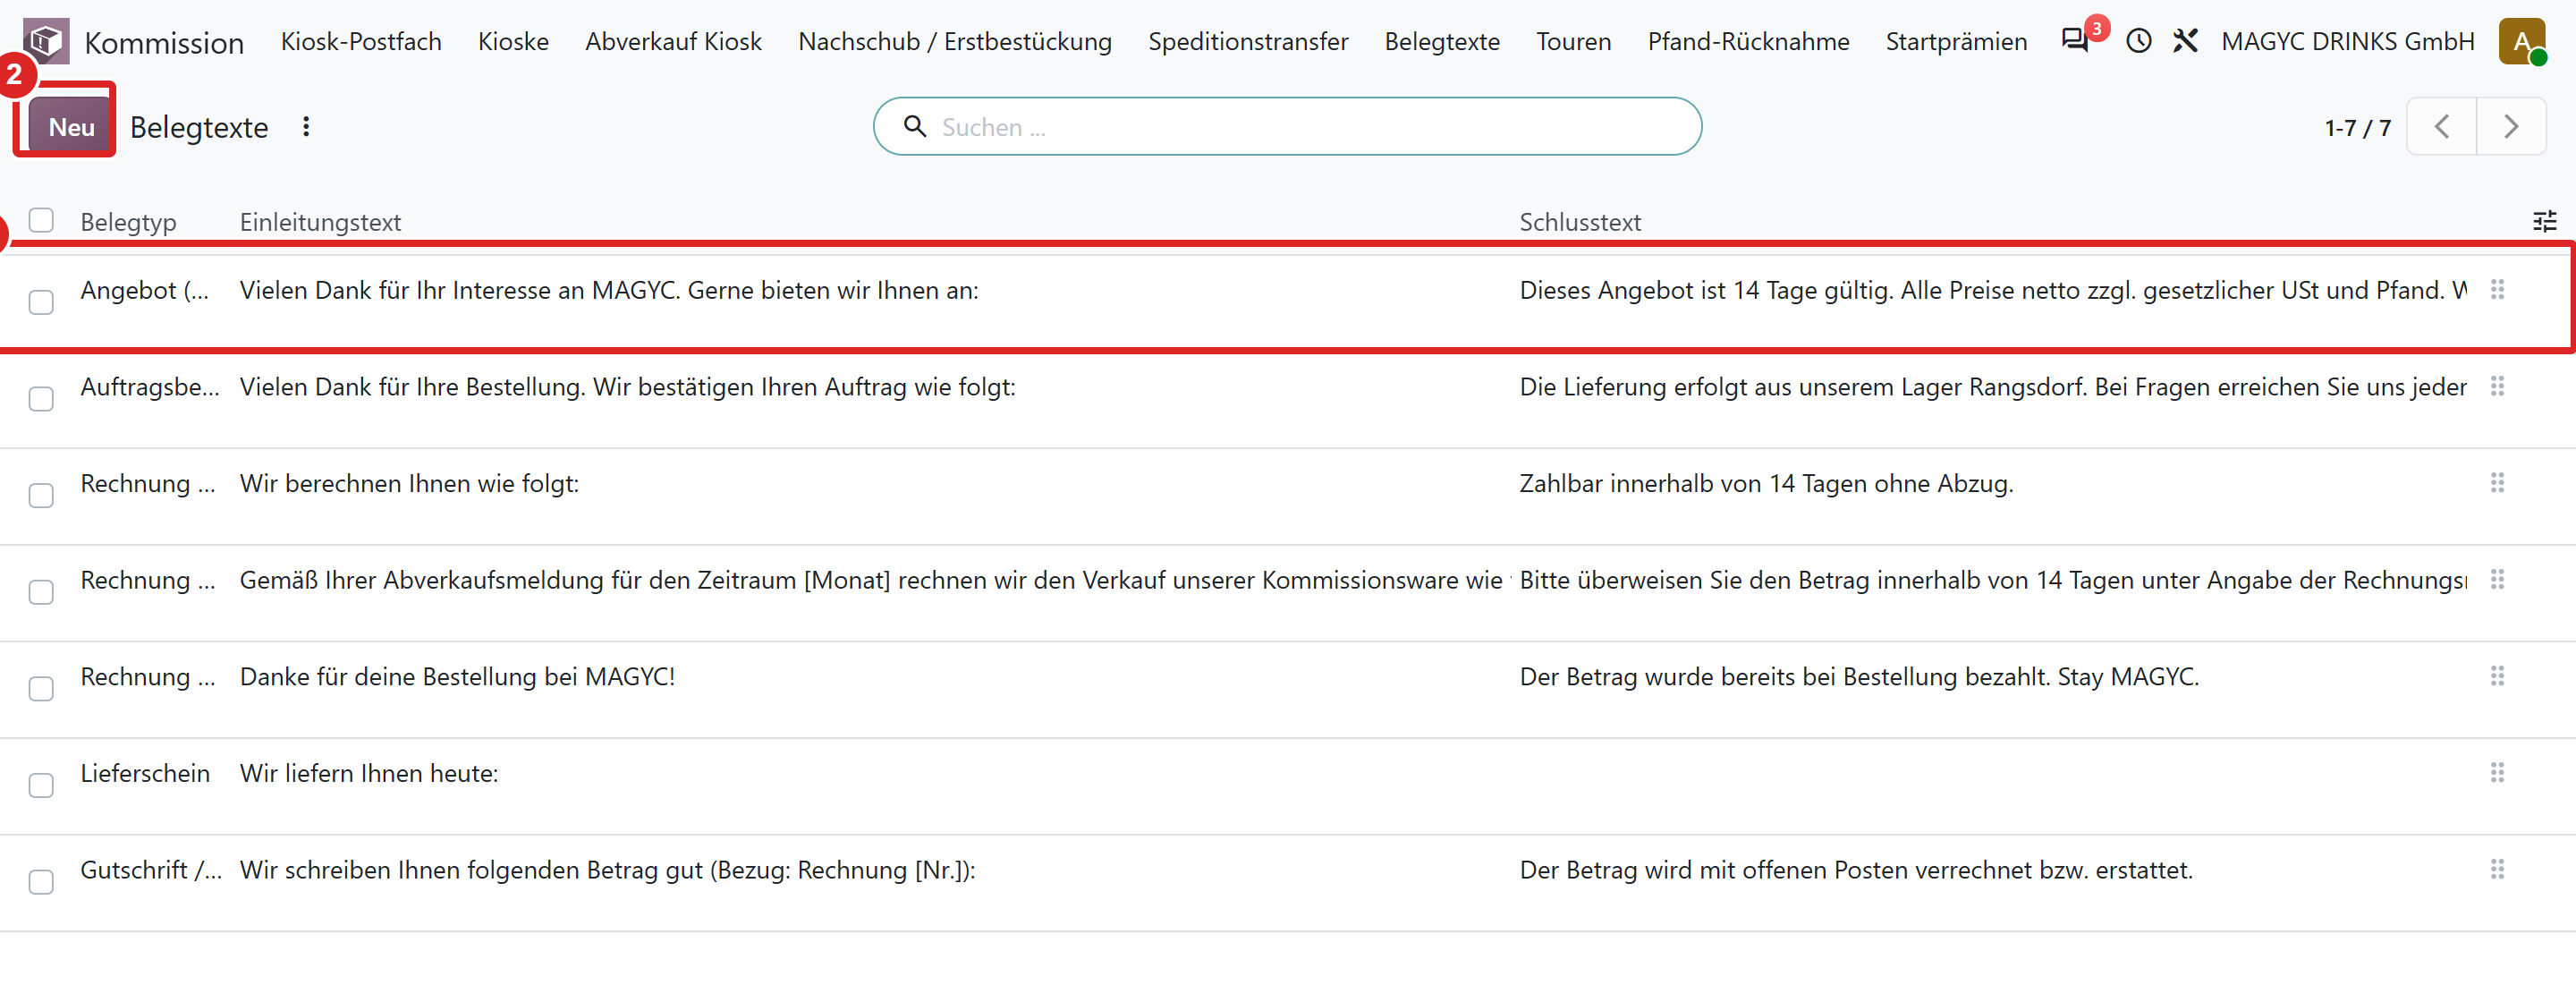 Kommission Kiosk-Postfach Kioske Abverkauf Kiosk Nachschub / Erstbestückung Speditionstransfer Belegtexte Touren Pfand-Rücknahme Startprämien 3 MAGYC DRINKS GmbH A
2
Neu Belegtexte Suchen ... 1-7 / 7
Belegtyp Einleitungstext Schlusstext
Angebot (... Vielen Dank für Ihr Interesse an MAGYC. Gerne bieten wir Ihnen an: Dieses Angebot ist 14 Tage gültig. Alle Preise netto zzgl. gesetzlicher USt und Pfand.
Auftragsbe... Vielen Dank für Ihre Bestellung. Wir bestätigen Ihren Auftrag wie folgt: Die Lieferung erfolgt aus unserem Lager Rangsdorf. Bei Fragen erreichen Sie uns jeder
Rechnung ... Wir berechnen Ihnen wie folgt: Zahlbar innerhalb von 14 Tagen ohne Abzug.
Rechnung ... Gemäß Ihrer Abverkaufsmeldung für den Zeitraum [Monat] rechnen wir den Verkauf unserer Kommissionsware wie Bitte überweisen Sie den Betrag innerhalb von 14 Tagen unter Angabe der Rechnungs
Rechnung ... Danke für deine Bestellung bei MAGYC! Der Betrag wurde bereits bei Bestellung bezahlt. Stay MAGYC.
Lieferschein Wir liefern Ihnen heute:
Gutschrift /... Wir schreiben Ihnen folgenden Betrag gut (Bezug: Rechnung [Nr.]): Der Betrag wird mit offenen Posten verrechnet bzw. erstattet.